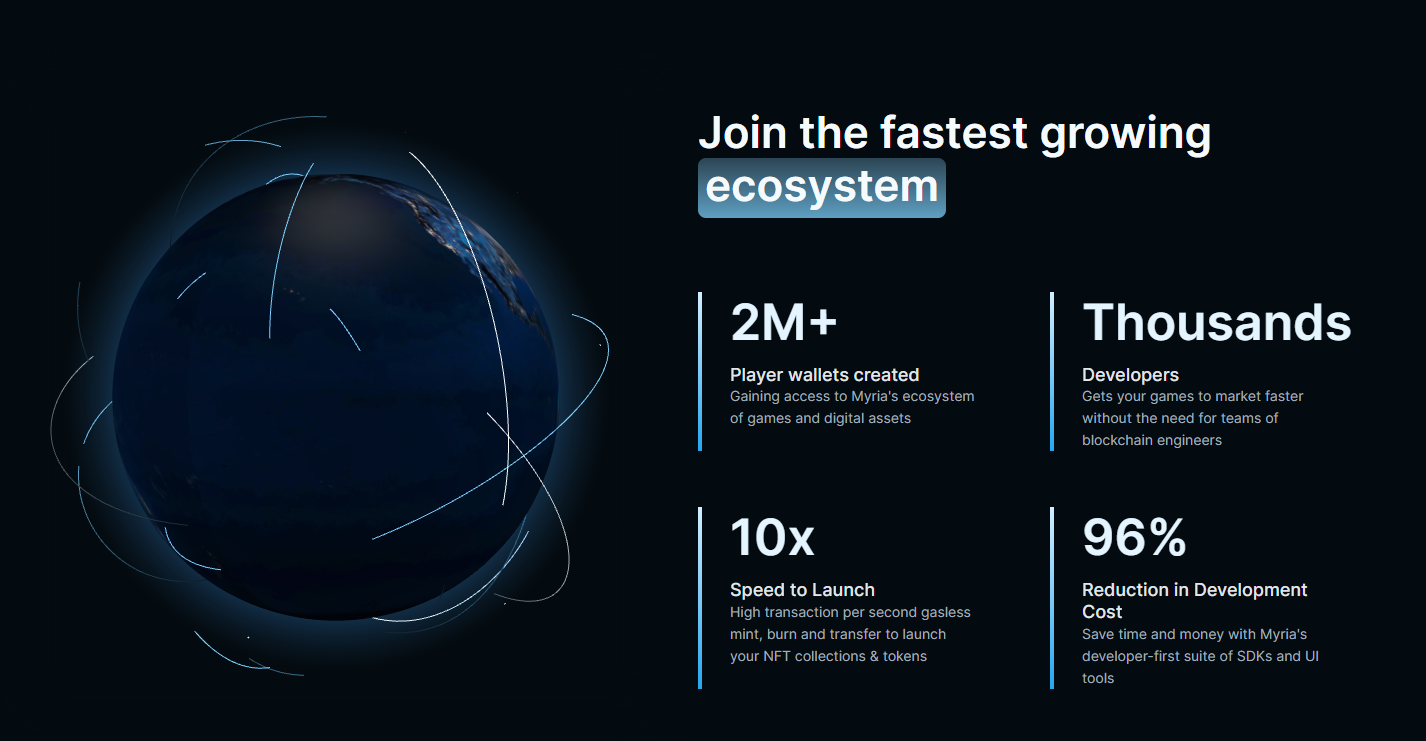 Join the fastest growing
ecosystem
2M+
Player wallets created
Gaining access to Myria's ecosystem
of games and digital assets
Thousands
Developers
Gets your games to market faster
without the need for teams of
blockchain engineers
10x
Speed to Launch
High transaction per second gasless
mint, burn and transfer to launch
your NFT collections & tokens
96%
Reduction in Development
Cost
Save time and money with Myria's
developer-first suite of SDKs and UI
tools